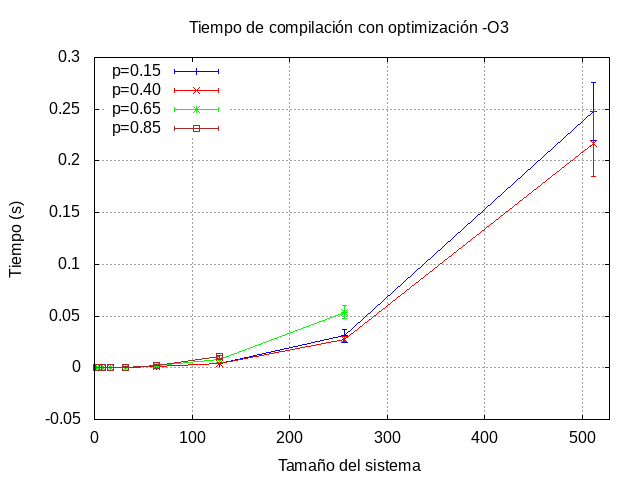 Tiempo de compilación con optimización -O3
0.3
0.25
0.2
0.15
0.1
0.05
0
-0.05
Tiempo (s)
p=0.15
p=0.40
p=0.65
p=0.85
0 100 200 300 400 500
Tamaño del sistema